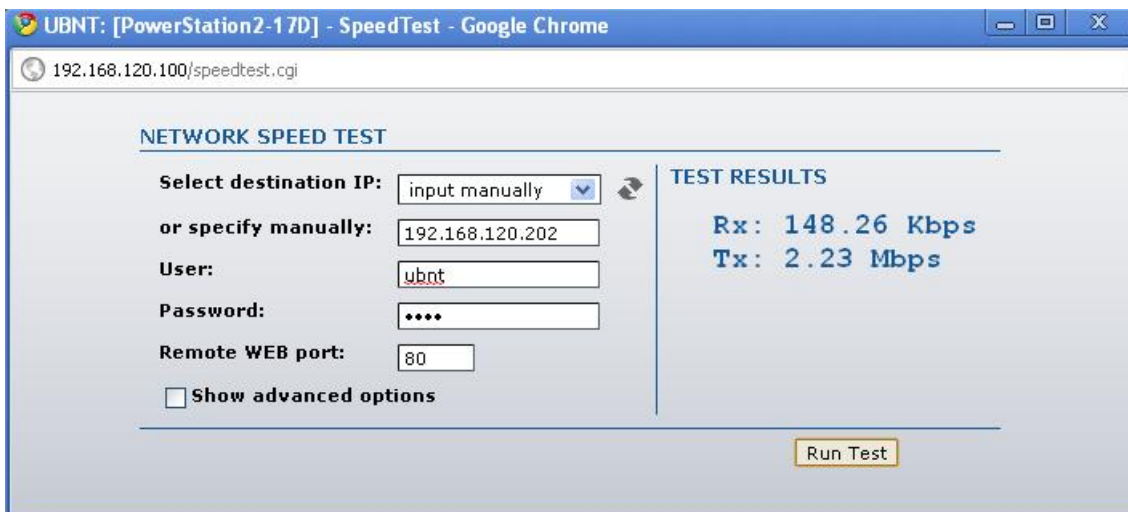 UBNT: [PowerStation2-17D] - SpeedTest - Google Chrome
192.168.120.100/speedtest.cgi
NETWORK SPEED TEST
Select destination IP: input manually
or specify manually: 192.168.120.202
User: ubnt
Password: ••••
Remote WEB port: 80
Show advanced options
TEST RESULTS
Rx: 148.26 Kbps
Tx: 2.23 Mbps
Run Test